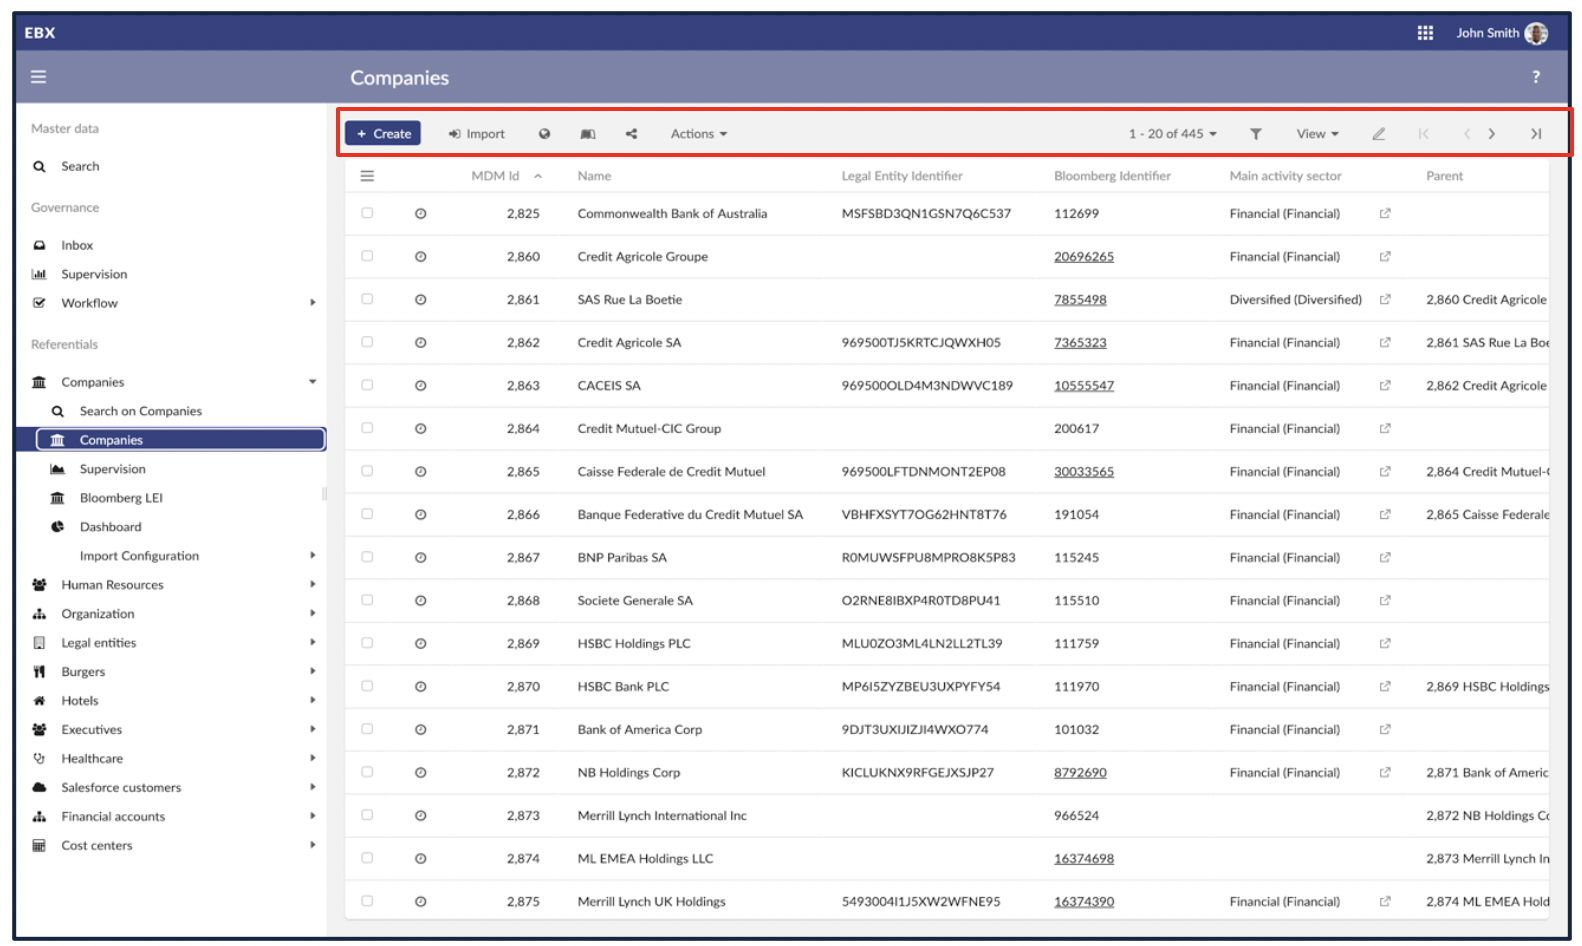 EBX
John Smith
Companies
?
Master data
Search
Governance
Inbox
Supervision
Workflow
Referentials
Companies
Search on Companies
Companies
Supervision
Bloomberg LEI
Dashboard
Import Configuration
Human Resources
Organization
Legal entities
Burgers
Hotels
Executives
Healthcare
Salesforce customers
Financial accounts
Cost centers
+ Create Import Actions 1 - 20 of 445 View
MDM Id Name Legal Entity Identifier Bloomberg Identifier Main activity sector Parent
2,825 Commonwealth Bank of Australia MSFSBD3QN1GSN7Q6C537 112699 Financial (Financial)
2,860 Credit Agricole Groupe 20696265 Financial (Financial)
2,861 SAS Rue La Boetie 7855498 Diversified (Diversified) 2,860 Credit Agricole
2,862 Credit Agricole SA 969500TJ5KRTCJQWXH05 7365323 Financial (Financial) 2,861 SAS Rue La Boe
2,863 CACEIS SA 969500OLD4M3NDWVC189 10555547 Financial (Financial) 2,862 Credit Agricole
2,864 Credit Mutuel-CIC Group 200617 Financial (Financial)
2,865 Caisse Federale de Credit Mutuel 969500LFTDNMONT2EP08 30033565 Financial (Financial) 2,864 Credit Mutuel-C
2,866 Banque Federative du Credit Mutuel SA VBHFXSYT7OG62HNT8T76 191054 Financial (Financial) 2,865 Caisse Federale
2,867 BNP Paribas SA R0MUWSFPU8MPRO8K5P83 115245 Financial (Financial)
2,868 Societe Generale SA O2RNE8IBXP4R0TD8PU41 115510 Financial (Financial)
2,869 HSBC Holdings PLC MLU0ZO3ML4LN2LL2TL39 111759 Financial (Financial)
2,870 HSBC Bank PLC MP6I5ZYZBEU3UXPYFY54 111970 Financial (Financial) 2,869 HSBC Holdings
2,871 Bank of America Corp 9DJT3UXIJIZJI4WXO774 101032 Financial (Financial)
2,872 NB Holdings Corp KICLUKNX9RFGEJXSJP27 8792690 Financial (Financial) 2,871 Bank of Americ
2,873 Merrill Lynch International Inc 966524 2,872 NB Holdings Co
2,874 ML EMEA Holdings LLC 16374698 2,873 Merrill Lynch In
2,875 Merrill Lynch UK Holdings 5493004I1J5XW2WFNE95 16374390 Financial (Financial) 2,874 ML EMEA Hold